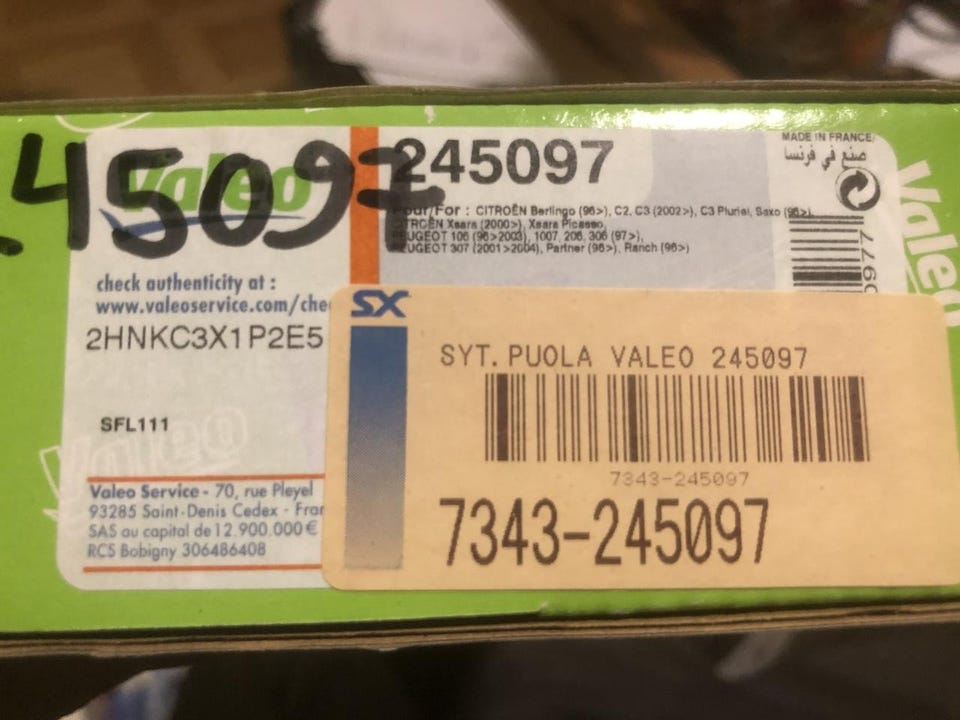 45097
Valeo
245097
MADE IN FRANCE
صنع في فرنسا
Pour/For : CITROËN Berlingo (96>), C2, C3 (2002>), C3 Pluriel, Saxo (96>),
CITROËN Xsara (2000>), Xsara Picasso,
PEUGEOT 106 (96>2003), 1007, 206, 306 (97>),
PEUGEOT 307 (2001>2004), Partner (96>), Ranch (96>)
Valeo
check authenticity at :
www.valeoservice.com/che
2HNKC3X1P2E5
09777
SX
SYT.PUOLA VALEO 245097
7343-245097
7343-245097
SFL111
Valeo
Valeo Service - 70, rue Pleyel
93285 Saint-Denis Cedex - Fran
SAS au capital de 12.900.000 €
RCS Bobigny 306486408